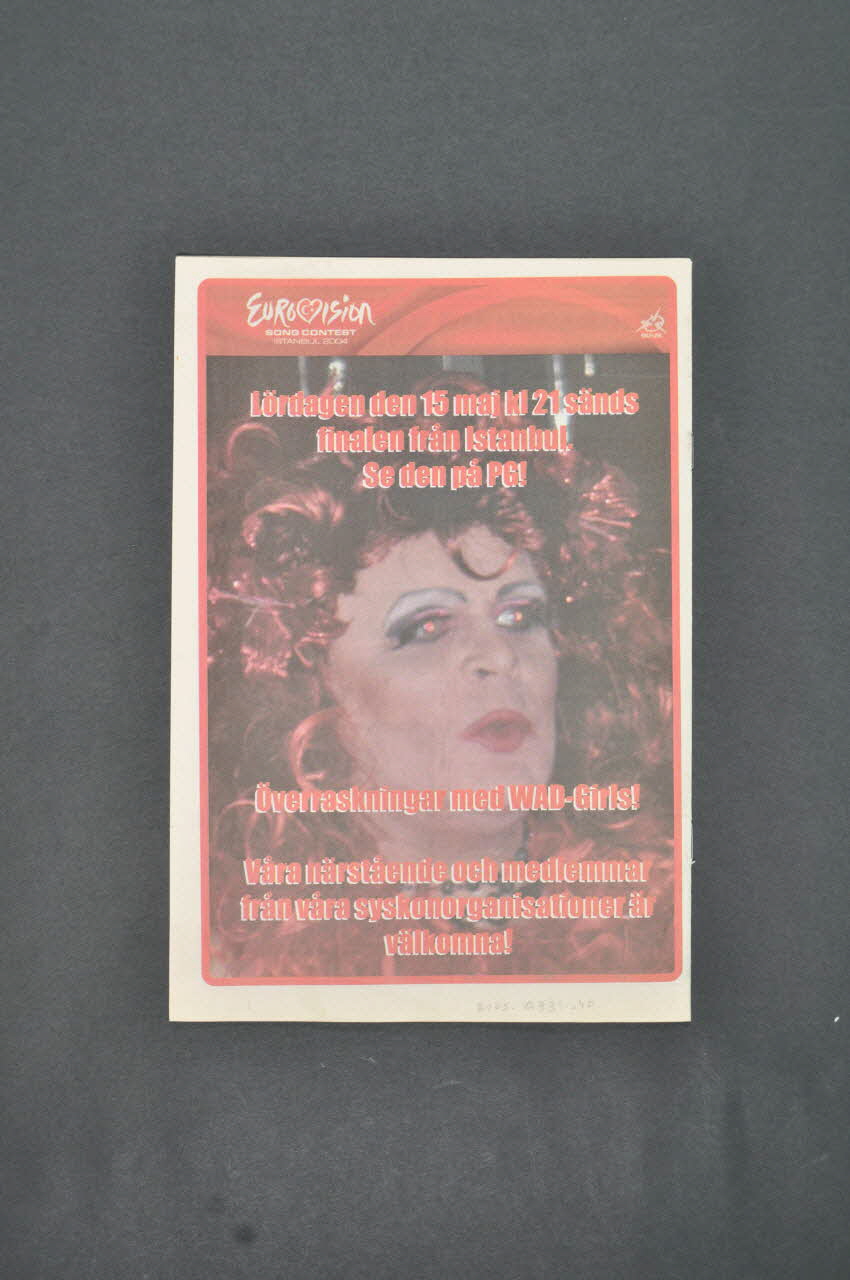 EUROVISION
SONG CONTEST
ISTANBUL 2004
Lördagen den 15 maj kl 21 sänds
finalen från Istanbul.
Se den på PG!
Överraskningar med WAD-Girls!
Våra närstående och medlemmar
från våra syskonorganisationer är
välkomna!